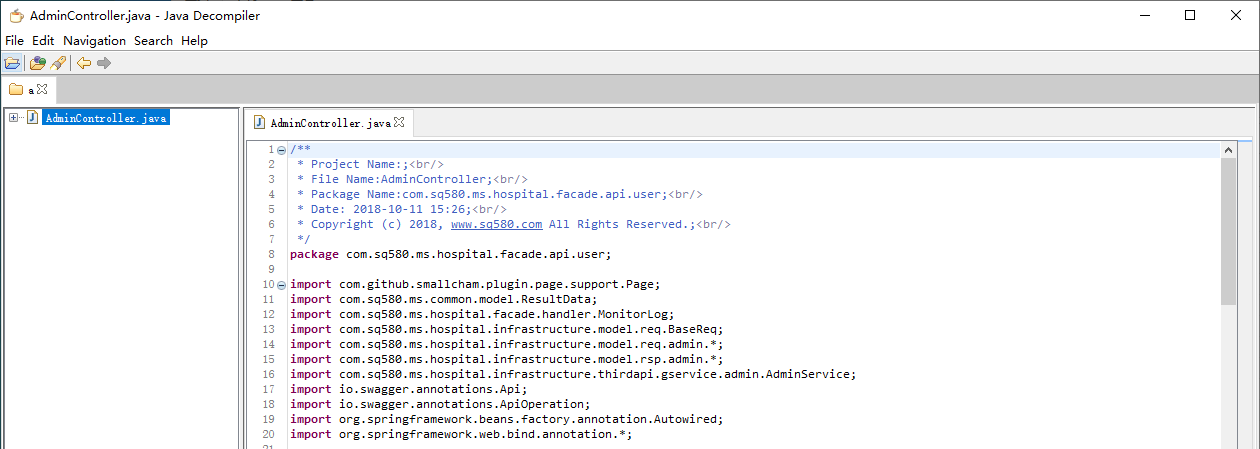 AdminController.java - Java Decompiler
File Edit Navigation Search Help
a
AdminController.java
AdminController.java
1 /**
2 * Project Name:;<br/>
3 * File Name:AdminController;<br/>
4 * Package Name:com.sq580.ms.hospital.facade.api.user;<br/>
5 * Date: 2018-10-11 15:26;<br/>
6 * Copyright (c) 2018, www.sq580.com All Rights Reserved.;<br/>
7 */
8 package com.sq580.ms.hospital.facade.api.user;
9
10 import com.github.smallcham.plugin.page.support.Page;
11 import com.sq580.ms.common.model.ResultData;
12 import com.sq580.ms.hospital.facade.handler.MonitorLog;
13 import com.sq580.ms.hospital.infrastructure.model.req.BaseReq;
14 import com.sq580.ms.hospital.infrastructure.model.req.admin.*;
15 import com.sq580.ms.hospital.infrastructure.model.rsp.admin.*;
16 import com.sq580.ms.hospital.infrastructure.thirdapi.gservice.admin.AdminService;
17 import io.swagger.annotations.Api;
18 import io.swagger.annotations.ApiOperation;
19 import org.springframework.beans.factory.annotation.Autowired;
20 import org.springframework.web.bind.annotation.*;